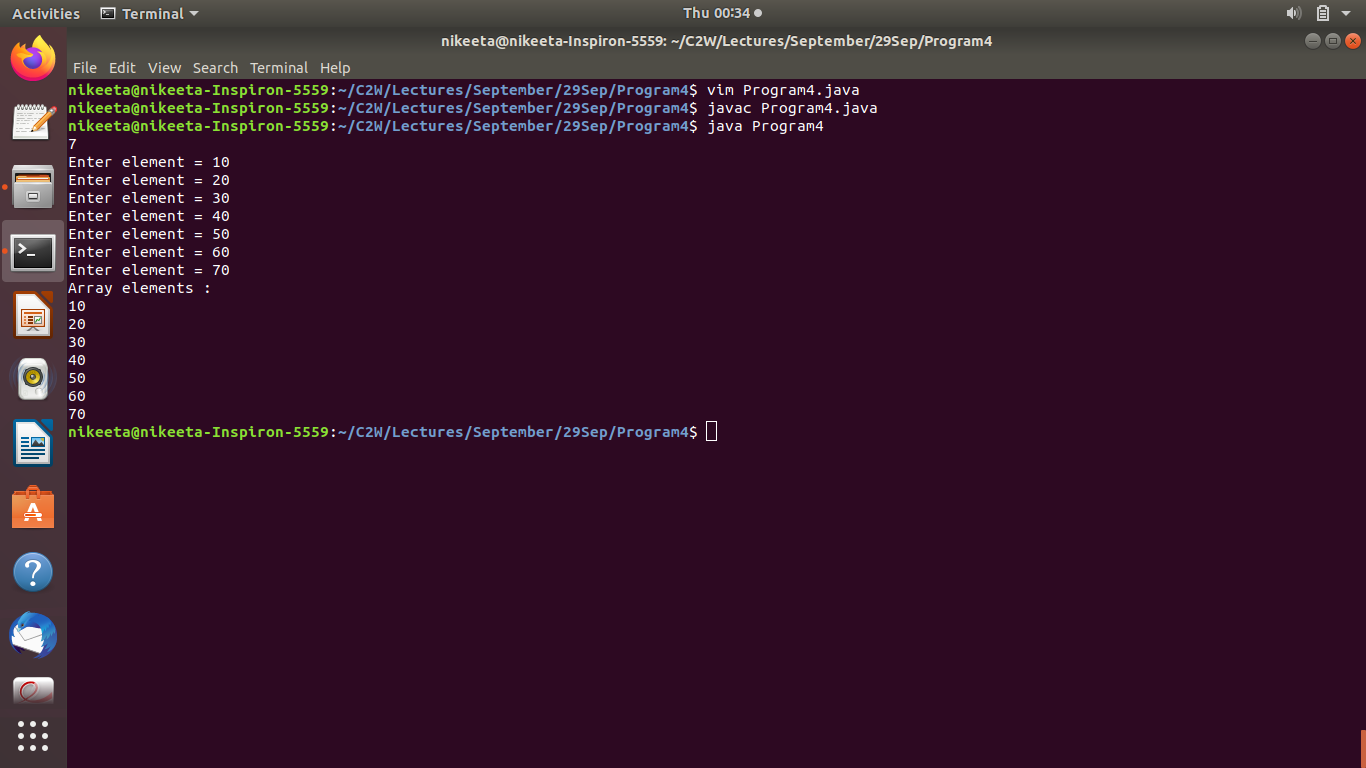 Activities Terminal Thu 00:34
nikeeta@nikeeta-Inspiron-5559: ~/C2W/Lectures/September/29Sep/Program4
File Edit View Search Terminal Help
nikeeta@nikeeta-Inspiron-5559:~/C2W/Lectures/September/29Sep/Program4$ vim Program4.java
nikeeta@nikeeta-Inspiron-5559:~/C2W/Lectures/September/29Sep/Program4$ javac Program4.java
nikeeta@nikeeta-Inspiron-5559:~/C2W/Lectures/September/29Sep/Program4$ java Program4
7
Enter element = 10
Enter element = 20
Enter element = 30
Enter element = 40
Enter element = 50
Enter element = 60
Enter element = 70
Array elements :
10
20
30
40
50
60
70
nikeeta@nikeeta-Inspiron-5559:~/C2W/Lectures/September/29Sep/Program4$